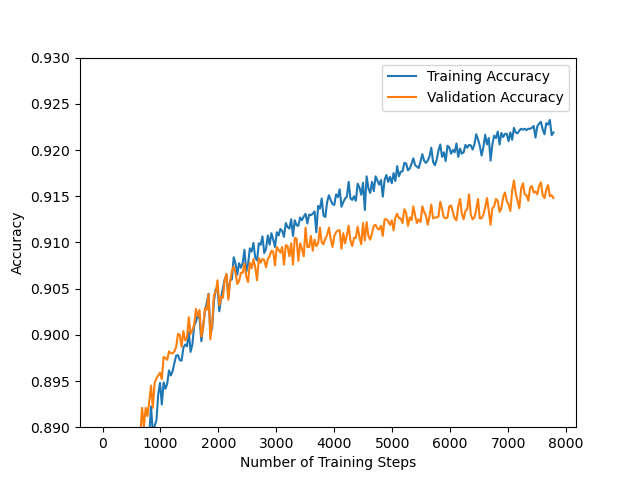 Training Accuracy
Validation Accuracy
Accuracy
0.930
0.925
0.920
0.915
0.910
0.905
0.900
0.895
0.890
0 1000 2000 3000 4000 5000 6000 7000 8000
Number of Training Steps